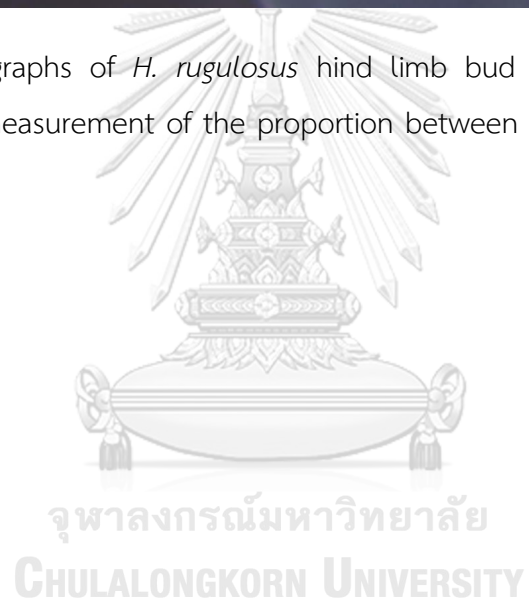 graphs of H. rugulosus hind limb bud
easurement of the proportion between
จุฬาลงกรณ์มหาวิทยาลัย
CHULALONGKORN UNIVERSITY